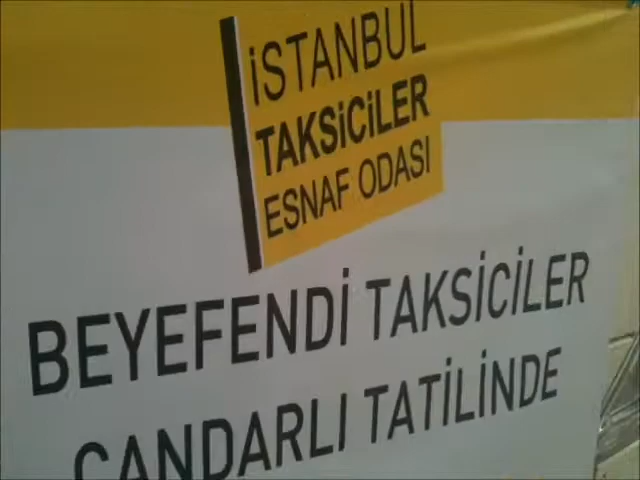 İSTANBUL
TAKSİCİLER
ESNAF ODASI
BEYEFENDİ TAKSİCİLER
ÇANDARLI TATİLİNDE